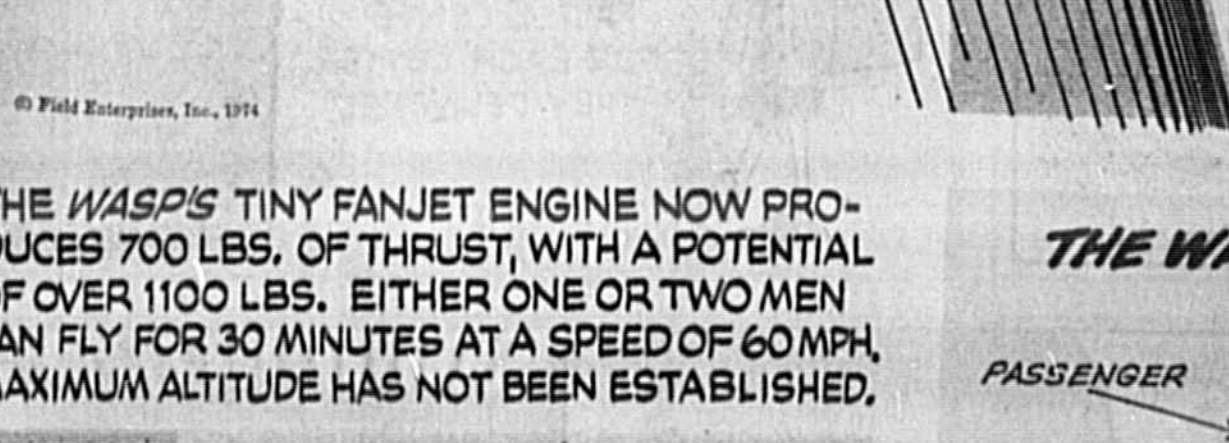 © Field Enterprises, Inc., 1974
HE WASP'S TINY FANJET ENGINE NOW PRO-
UCES 700 LBS. OF THRUST, WITH A POTENTIAL
F OVER 1100 LBS. EITHER ONE OR TWO MEN
AN FLY FOR 30 MINUTES AT A SPEED OF 60 MPH.
AXIMUM ALTITUDE HAS NOT BEEN ESTABLISHED.
THE WA
PASSENGER